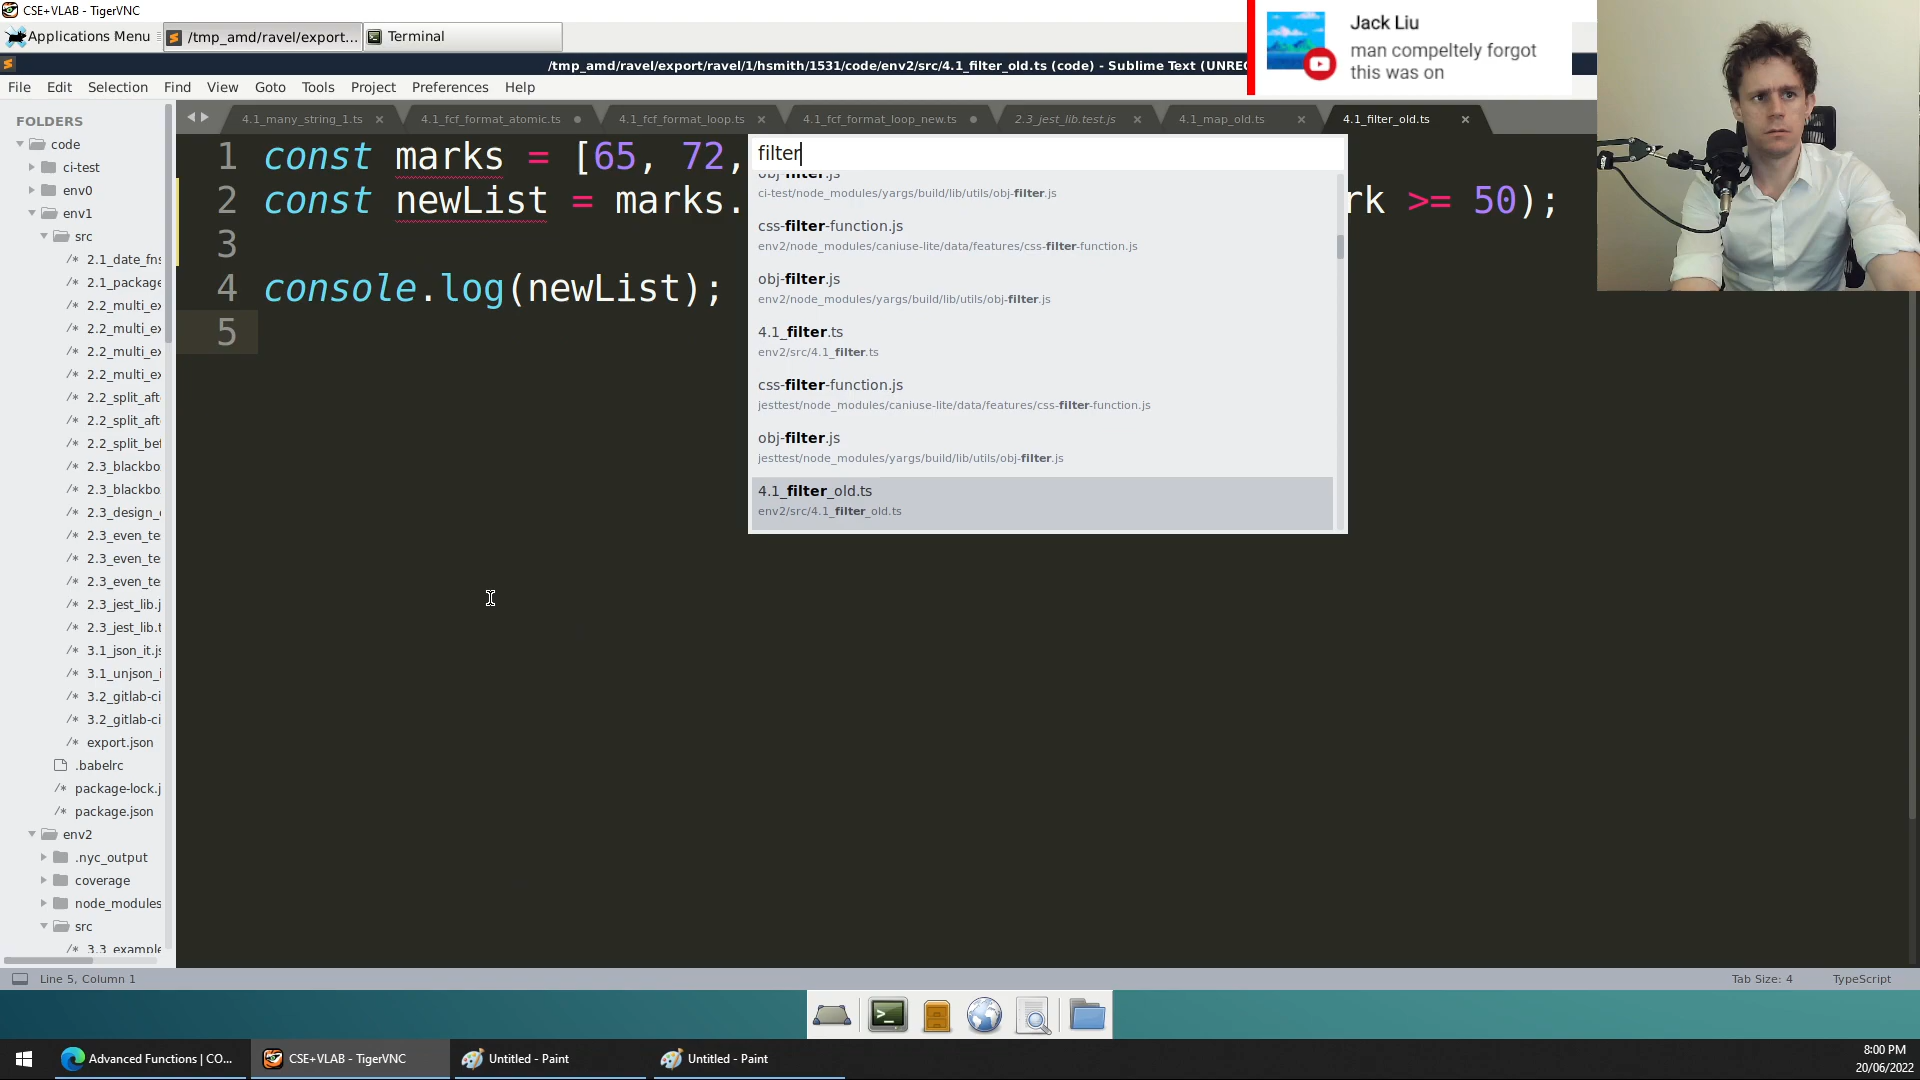 CSE+VLAB - TigerVNC
Applications Menu
/tmp_amd/ravel/export...
Terminal
/tmp_amd/ravel/export/ravel/1/hsmith/1531/code/env2/src/4.1_filter_old.ts (code) - Sublime Text (UNREG
Jack Liu
man compeltely forgot
this was on
File Edit Selection Find View Goto Tools Project Preferences Help
4.1_many_string_1.ts
4.1_fcf_format_atomic.ts
4.1_fcf_format_loop.ts
4.1_fcf_format_loop_new.ts
2.3_jest_lib.test.js
4.1_map_old.ts
4.1_filter_old.ts
FOLDERS
code
ci-test
env0
env1
src
/* 2.1_date_fns
/* 2.1_package
/* 2.2_multi_ex
/* 2.2_multi_ex
/* 2.2_multi_ex
/* 2.2_multi_ex
/* 2.2_split_aft
/* 2.2_split_aft
/* 2.2_split_bef
/* 2.3_blackbo
/* 2.3_blackbo
/* 2.3_design_
/* 2.3_even_te
/* 2.3_even_te
/* 2.3_even_te
/* 2.3_jest_lib.j
/* 2.3_jest_lib.t
/* 3.1_json_it.js
/* 3.1_unjson_i
/* 3.2_gitlab-ci
/* 3.2_gitlab-ci
/* export.json
.babelrc
/* package-lock.j
/* package.json
env2
.nyc_output
coverage
node_modules
src
/* 3.3_example
1 const marks = [65, 72,
2 const newList = marks. rk >= 50);
3
4 console.log(newList);
5
filter
obj-filter.js
ci-test/node_modules/yargs/build/lib/utils/obj-filter.js
css-filter-function.js
env2/node_modules/caniuse-lite/data/features/css-filter-function.js
obj-filter.js
env2/node_modules/yargs/build/lib/utils/obj-filter.js
4.1_filter.ts
env2/src/4.1_filter.ts
css-filter-function.js
jesttest/node_modules/caniuse-lite/data/features/css-filter-function.js
obj-filter.js
jesttest/node_modules/yargs/build/lib/utils/obj-filter.js
4.1_filter_old.ts
env2/src/4.1_filter_old.ts
Line 5, Column 1
Tab Size: 4
TypeScript
Advanced Functions | CO...
CSE+VLAB - TigerVNC
Untitled - Paint
Untitled - Paint
8:00 PM
20/06/2022